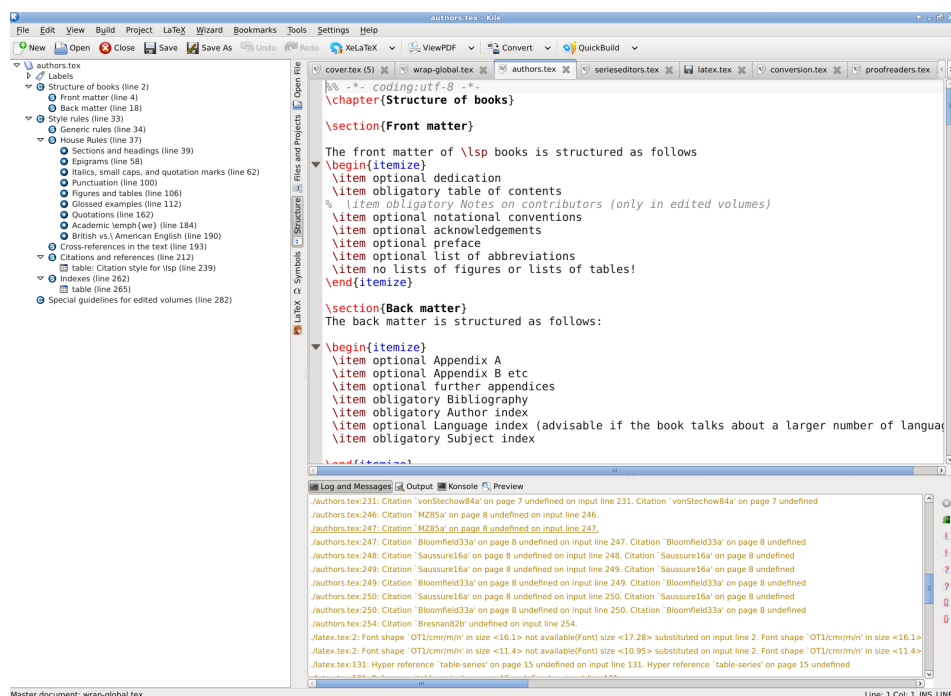 authors.tex - Kile
File Edit View Build Project LaTeX Wizard Bookmarks Tools Settings Help
New Open Close Save Save As Undo Redo XeLaTeX ViewPDF Convert QuickBuild
authors.tex
Labels
Structure of books (line 2)
Front matter (line 4)
Back matter (line 18)
Style rules (line 33)
Generic rules (line 34)
House Rules (line 37)
Sections and headings (line 39)
Epigrams (line 58)
Italics, small caps, and quotation marks (line 62)
Punctuation (line 100)
Figures and tables (line 106)
Glossed examples (line 112)
Quotations (line 162)
Academic \emph{we} (line 184)
British vs.\ American English (line 190)
Cross-references in the text (line 193)
Citations and references (line 212)
table: Citation style for \lsp (line 239)
Indexes (line 262)
table (line 265)
Special guidelines for edited volumes (line 282)
Open File
Files and Projects
Structure
Symbols
LaTeX
cover.tex (5) wrap-global.tex authors.tex serieseditors.tex latex.tex conversion.tex proofreaders.tex
%% -*- coding:utf-8 -*-
\chapter{Structure of books}
\section{Front matter}
The front matter of \lsp books is structured as follows
\begin{itemize}
\item optional dedication
\item obligatory table of contents
% \item obligatory Notes on contributors (only in edited volumes)
\item optional notational conventions
\item optional acknowledgements
\item optional preface
\item optional list of abbreviations
\item no lists of figures or lists of tables!
\end{itemize}
\section{Back matter}
The back matter is structured as follows:
\begin{itemize}
\item optional Appendix A
\item optional Appendix B etc
\item optional further appendices
\item obligatory Bibliography
\item obligatory Author index
\item optional Language index (advisable if the book talks about a larger number of languag
\item obligatory Subject index
\end{itemize}
Log and Messages Output Konsole Preview
./authors.tex:231: Citation `vonStechow84a' on page 7 undefined on input line 231. Citation `vonStechow84a' on page 7 undefined
./authors.tex:246: Citation `MZ85a' on page 8 undefined on input line 246.
./authors.tex:247: Citation `MZ85a' on page 8 undefined on input line 247.
./authors.tex:247: Citation `Bloomfield33a' on page 8 undefined on input line 247. Citation `Bloomfield33a' on page 8 undefined
./authors.tex:248: Citation `Saussure16a' on page 8 undefined on input line 248. Citation `Saussure16a' on page 8 undefined
./authors.tex:249: Citation `Saussure16a' on page 8 undefined on input line 249. Citation `Saussure16a' on page 8 undefined
./authors.tex:249: Citation `Bloomfield33a' on page 8 undefined on input line 249. Citation `Bloomfield33a' on page 8 undefined
./authors.tex:250: Citation `Saussure16a' on page 8 undefined on input line 250. Citation `Saussure16a' on page 8 undefined
./authors.tex:250: Citation `Bloomfield33a' on page 8 undefined on input line 250. Citation `Bloomfield33a' on page 8 undefined
./authors.tex:254: Citation `Bresnan82b' undefined on input line 254.
./latex.tex:2: Font shape `OT1/cmr/m/n' in size <16.1> not available(Font) size <17.28> substituted on input line 2. Font shape `OT1/cmr/m/n' in size <16.1>
./latex.tex:2: Font shape `OT1/cmr/m/n' in size <11.4> not available(Font) size <10.95> substituted on input line 2. Font shape `OT1/cmr/m/n' in size <11.4>
./latex.tex:131: Hyper reference `table-series' on page 15 undefined on input line 131. Hyper reference `table-series' on page 15 undefined
Master document: wrap-global.tex
Line: 1 Col: 1 INS LINE